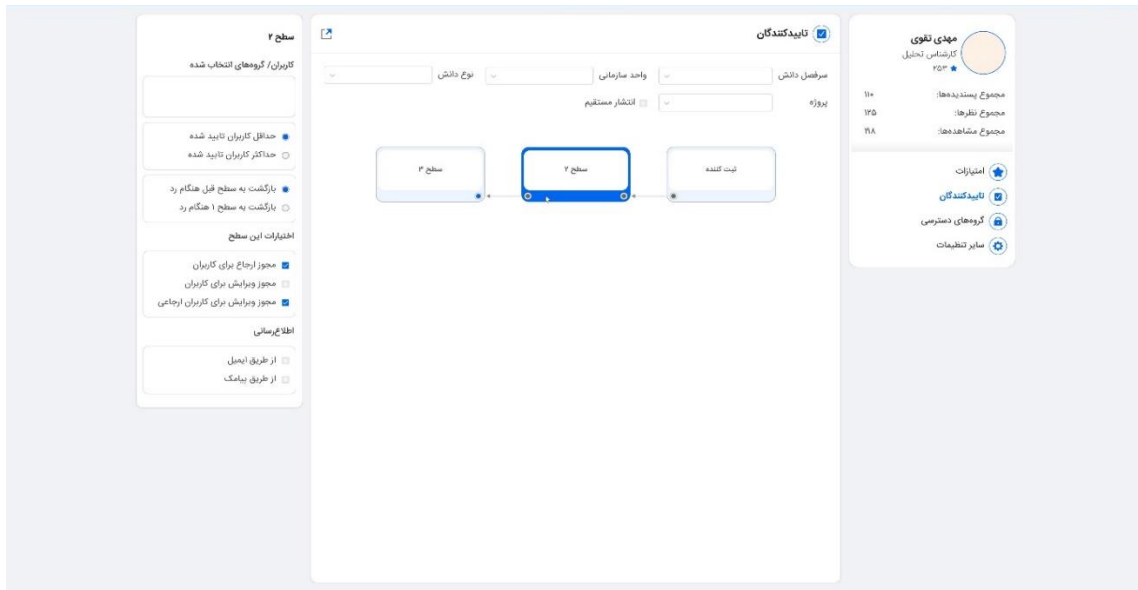 مهدی تقوی
کارشناس تحلیل
۲۵۳
مجموع پسندیده‌ها: ۱۱۰
مجموع نظرها: ۱۲۵
مجموع مشاهده‌ها: ۱۹۸
امتیازات
تاییدکنندگان
گروه‌های دسترسی
سایر تنظیمات
تاییدکنندگان
سرفصل دانش
واحد سازمانی
نوع دانش
پروژه
انتشار مستقیم
ثبت کننده
سطح ۲
سطح ۳
سطح ۲
کاربران/ گروه‌های انتخاب شده
حداقل کاربران تایید شده
حداکثر کاربران تایید شده
بازگشت به سطح قبل هنگام رد
بازگشت به سطح ۱ هنگام رد
اختیارات این سطح
مجوز ارجاع برای کاربران
مجوز ویرایش برای کاربران
مجوز ویرایش برای کاربران ارجاعی
اطلاع‌رسانی
از طریق ایمیل
از طریق پیامک